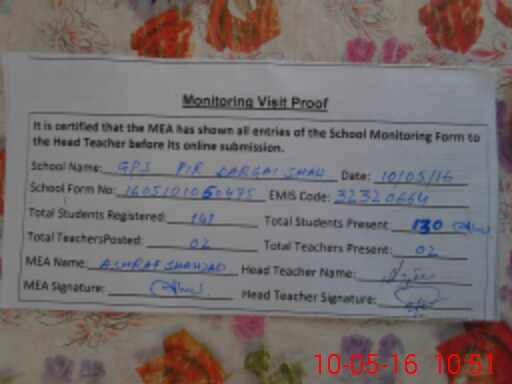 Monitoring Visit Proof
It is certified that the MEA has shown all entries of the School Monitoring Form to
the Head Teacher before its online submission.
School Name: GPS PIR DARGAI SHAH Date: 10/05/16
School Form No: EMIS Code: 32320664
Total Students Registered: 141 Total Students Present: 130
Total TeachersPosted: 02 Total Teachers Present: 02
MEA Name: ASHRAF SHAHZAD Head Teacher Name:
MEA Signature: Head Teacher Signature:
10-05-16 10:51